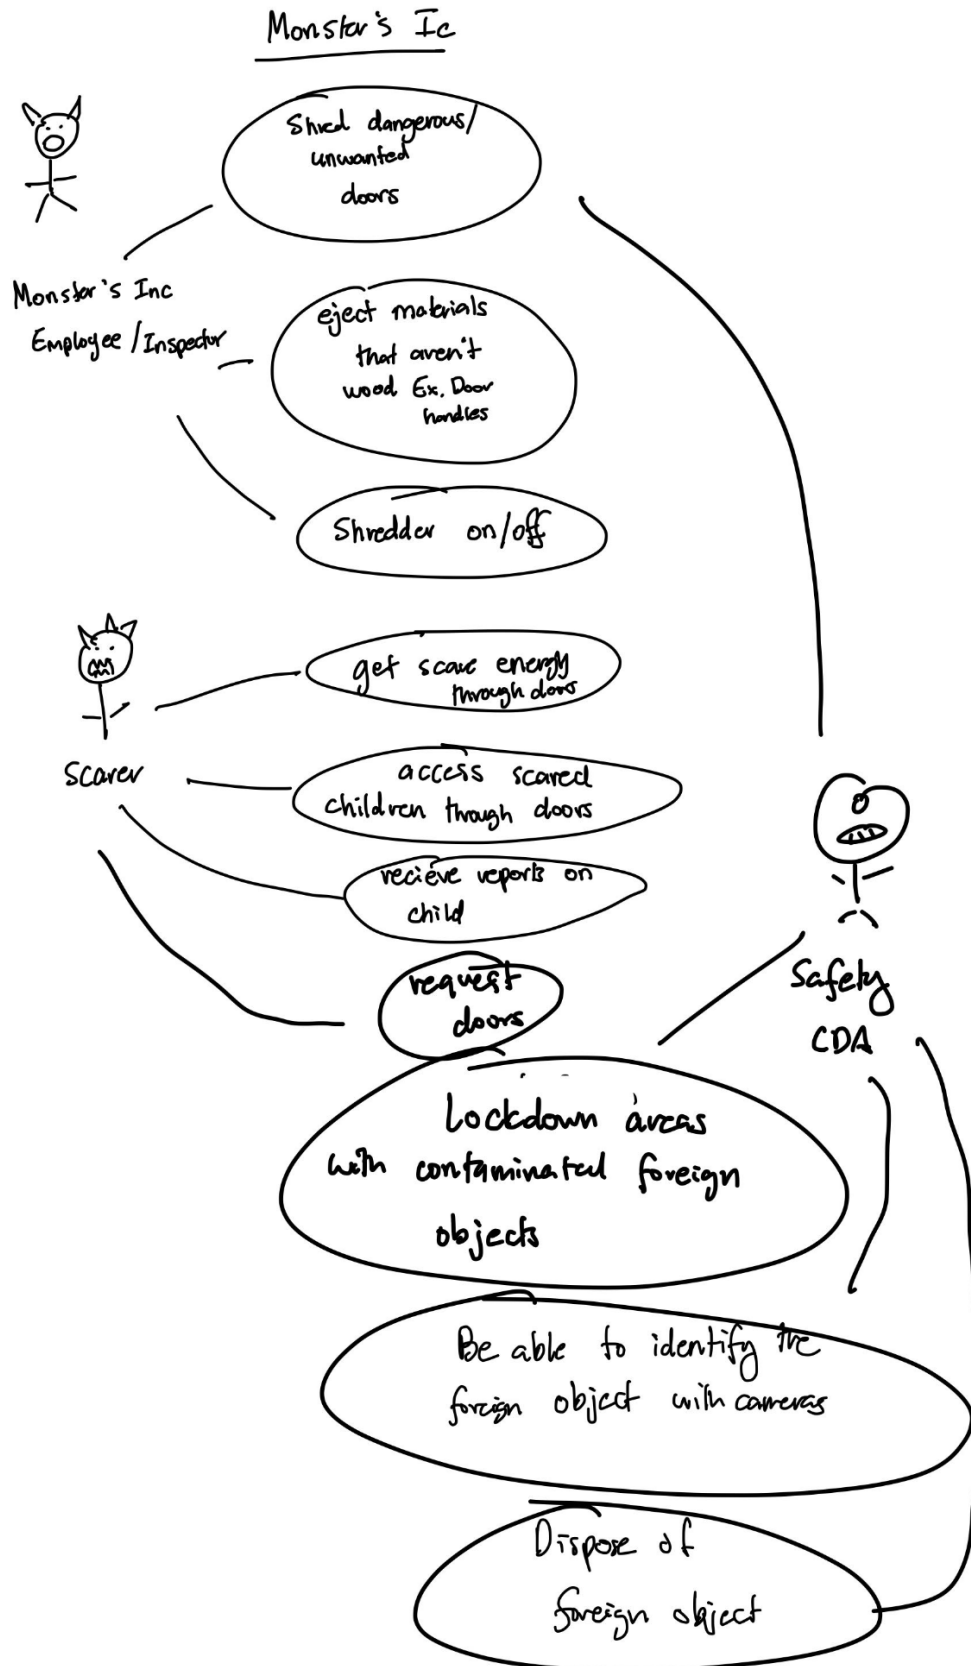 Monstar's Ic
Shred dangerous/
unwanted
doors
Monstar's Inc
Employee/Inspector
eject materials
that aren't
wood Ex. Door
handles
Shredder on/off
get scare energy
through doors
Scarer
access scared
children through doors
recieve reports on
child
request
doors
Safety
CDA
Lockdown areas
with contaminated foreign
objects
Be able to identify the
foreign object with cameras
Dispose of
foreign object